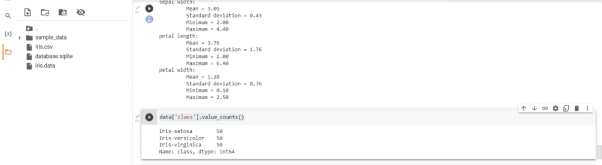 sepal width:
Mean = 3.05
Standard deviation = 0.43
Minimum = 2.00
Maximum = 4.40
petal length:
Mean = 3.76
Standard deviation = 1.76
Minimum = 1.00
Maximum = 6.90
petal width:
Mean = 1.20
Standard deviation = 0.76
Minimum = 0.10
Maximum = 2.50
sample_data
iris.csv
database.sqlite
iris.data
data['class'].value_counts()
Iris-setosa 50
Iris-versicolor 50
Iris-virginica 50
Name: class, dtype: int64